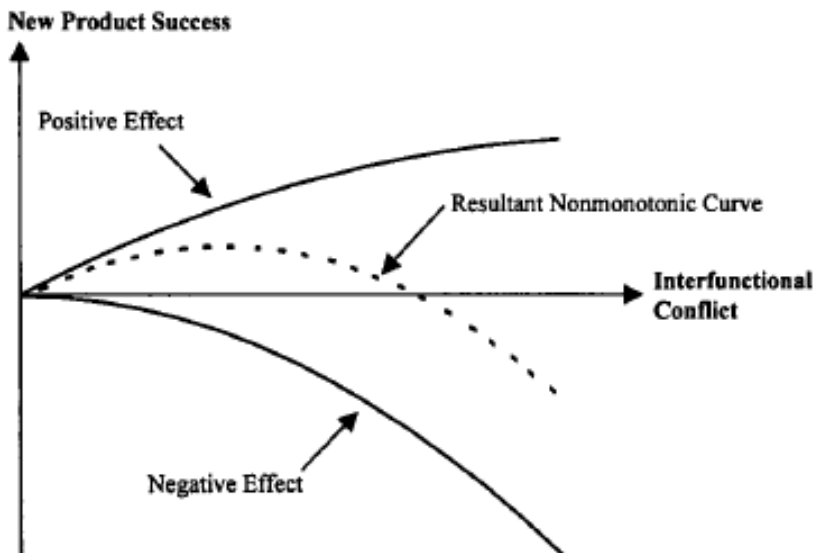 New Product Success
Positive Effect
Resultant Nonmonotonic Curve
Interfunctional
Conflict
Negative Effect